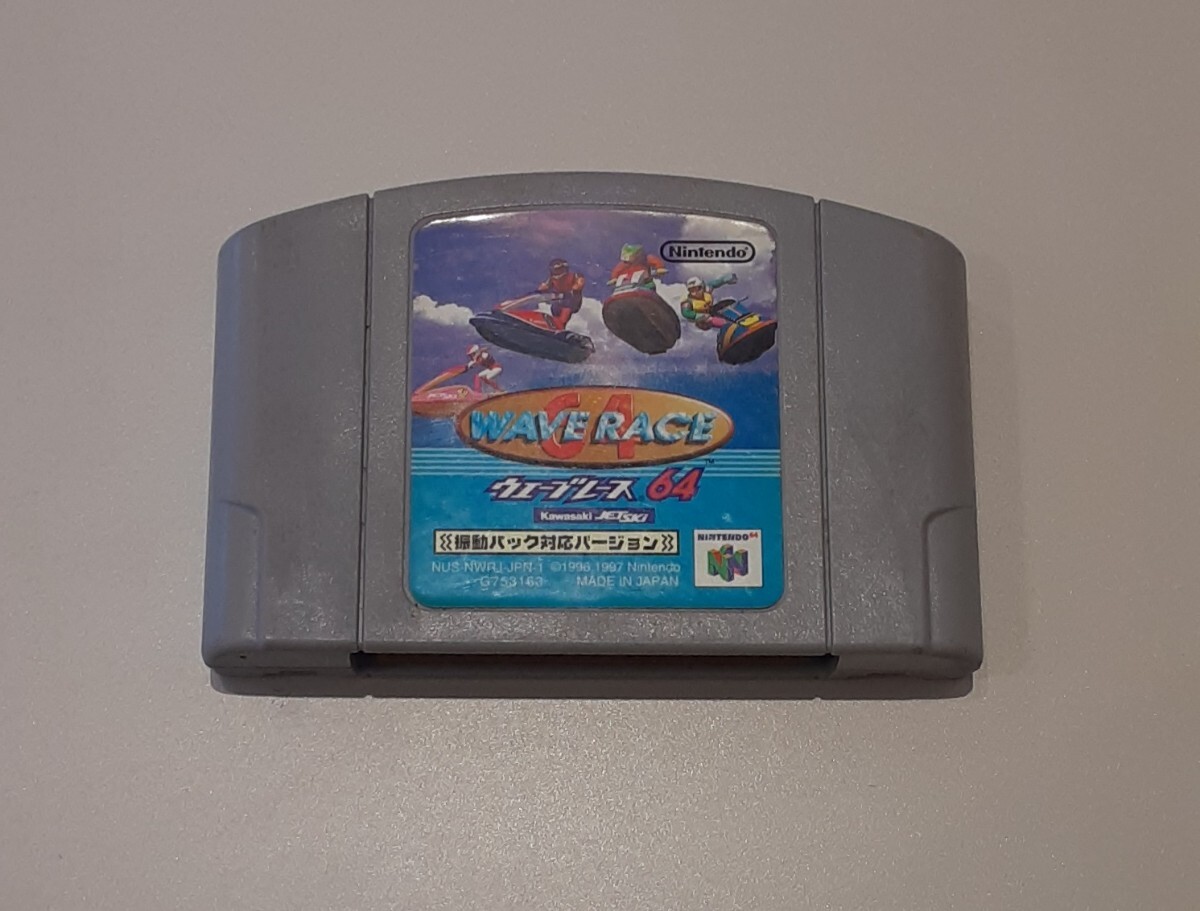 Nintendo
WAVE RACE 64
ウエーブレース 64
Kawasaki JET SKI
振動パック対応バージョン
NUS-NWRJ-JPN-1 ©1996,1997 Nintendo
G753163 MADE IN JAPAN
NINTENDO 64